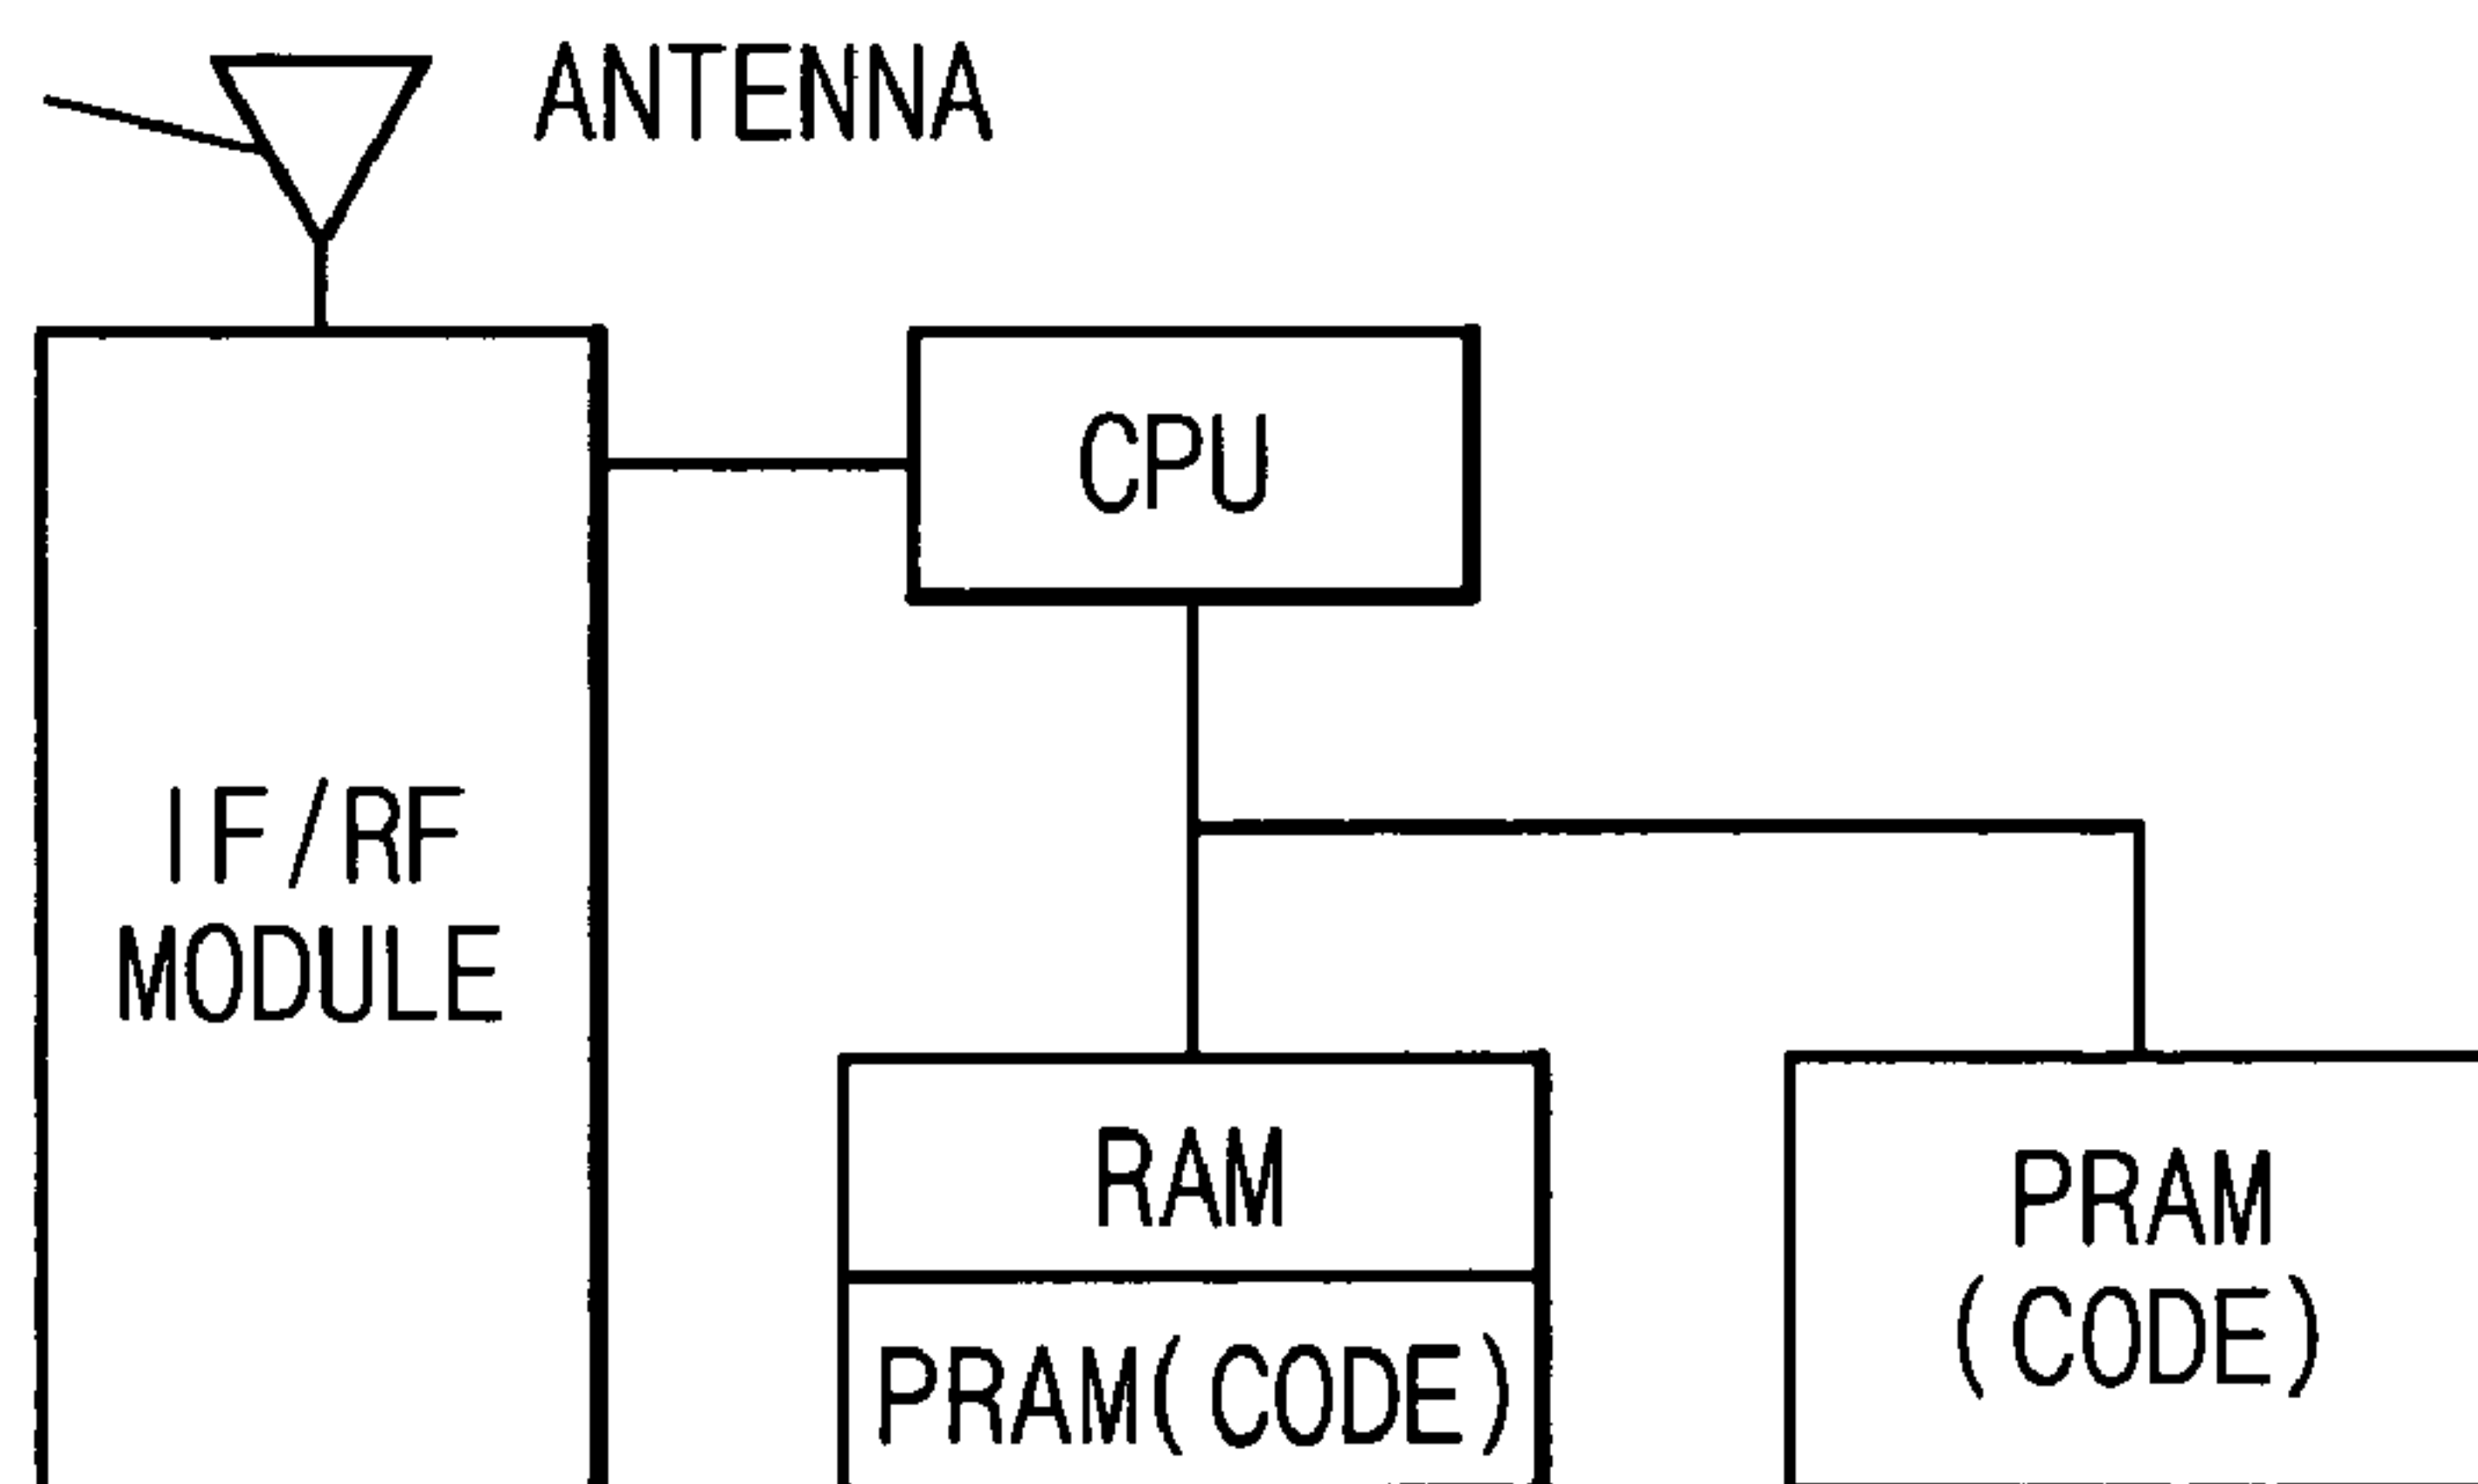 ANTENNA
CPU
IF/RF
MODULE
RAM
PRAM(CODE)
PRAM
(CODE)